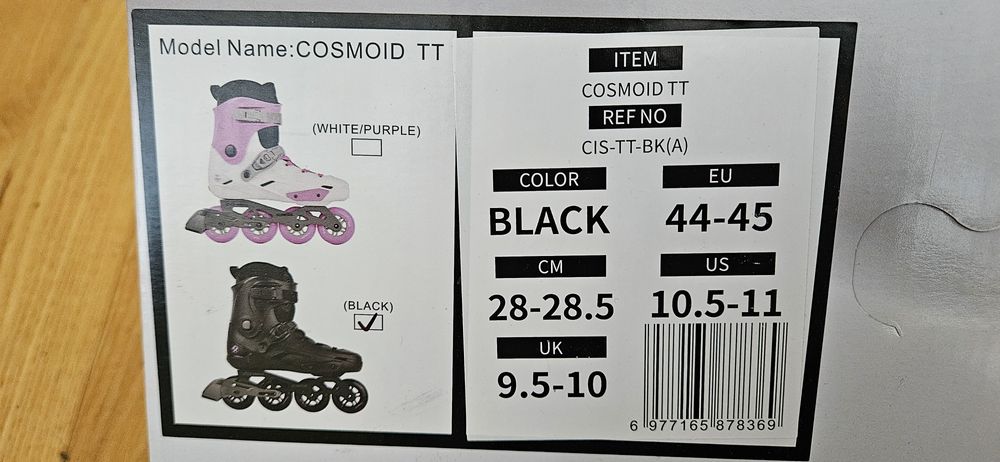 Model Name:COSMOID TT
(WHITE/PURPLE)
(BLACK)
ITEM
COSMOID TT
REF NO
CIS-TT-BK(A)
COLOR
BLACK
EU
44-45
CM
28-28.5
US
10.5-11
UK
9.5-10
6 977165 878369